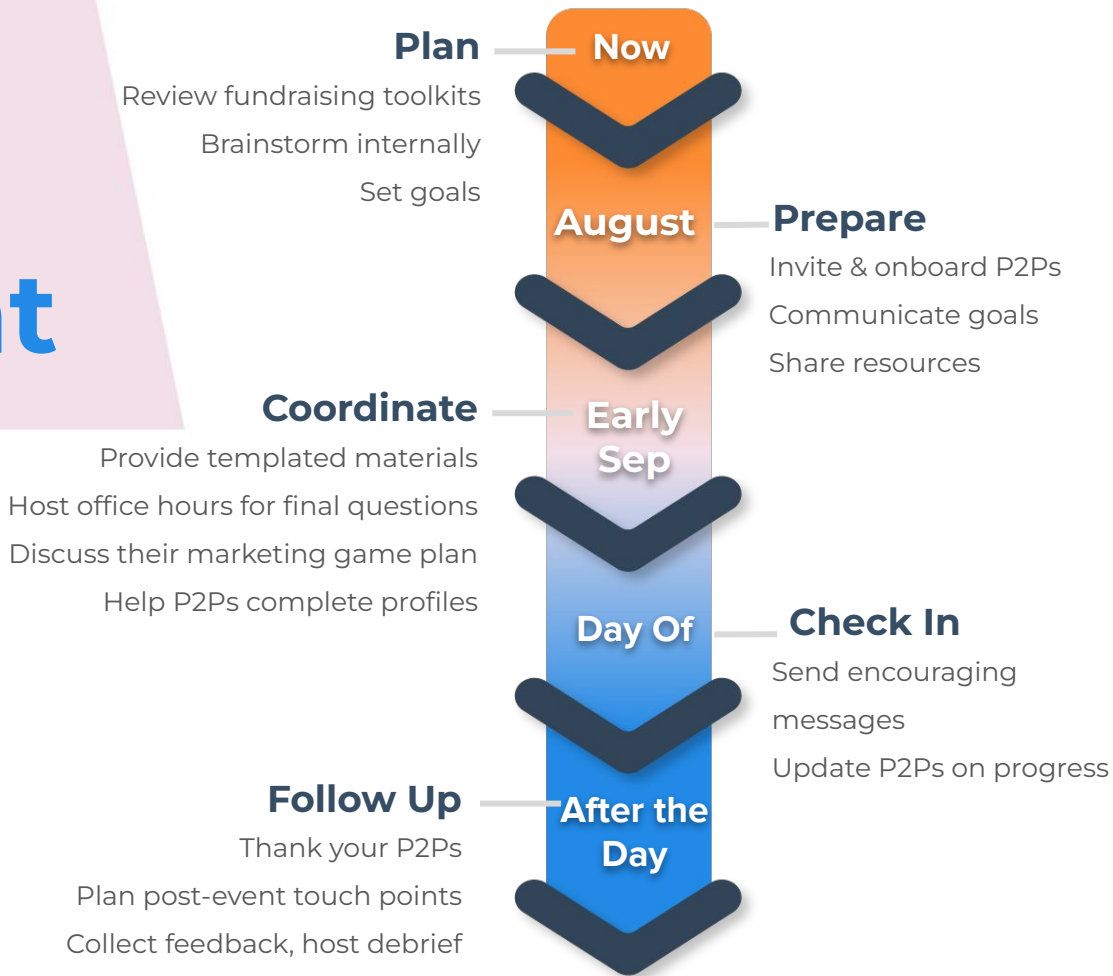 Plan
Now
Review fundraising toolkits
Brainstorm internally
Set goals
August
Prepare
Invite & onboard P2Ps
Communicate goals
Share resources
Coordinate
Early
Sep
Provide templated materials
Host office hours for final questions
Discuss their marketing game plan
Help P2Ps complete profiles
Day Of
Check In
Send encouraging
messages
Update P2Ps on progress
Follow Up
After the
Day
Thank your P2Ps
Plan post-event touch points
Collect feedback, host debrief